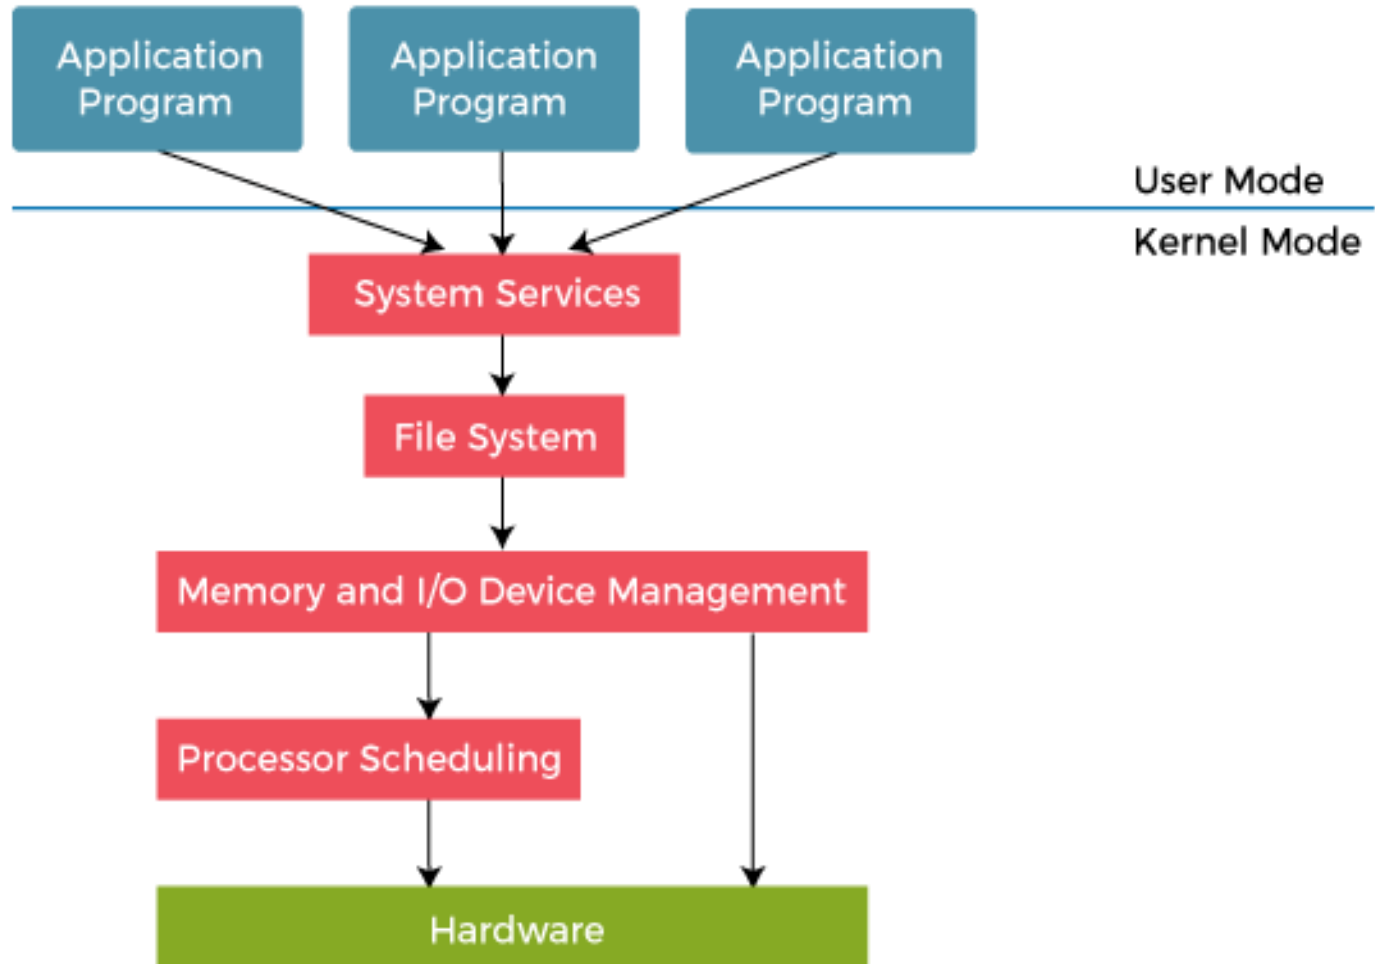 Application
Program
Application
Program
Application
Program
User Mode
Kernel Mode
System Services
File System
Memory and I/O Device Management
Processor Scheduling
Hardware